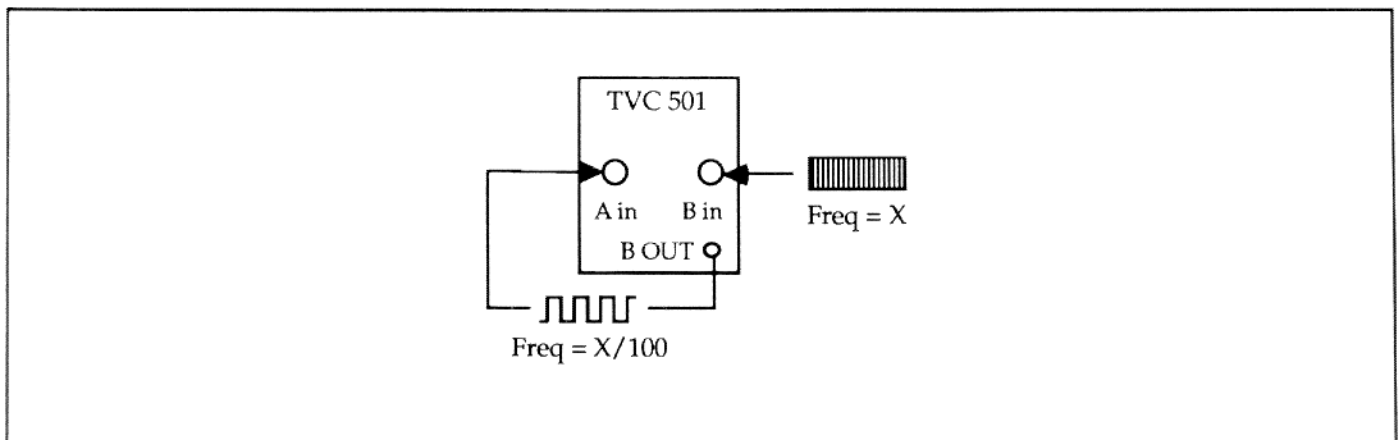 TVC 501
A in
B in
Freq = X
B OUT
Freq = X/100